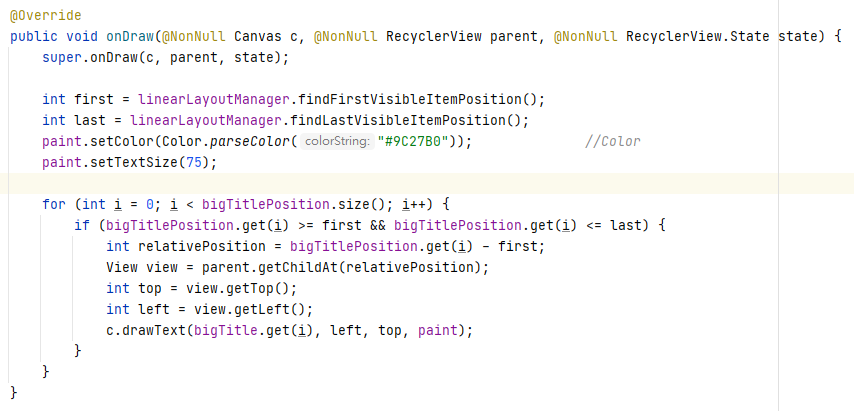 @Override
public void onDraw(@NonNull Canvas c, @NonNull RecyclerView parent, @NonNull RecyclerView.State state) {
    super.onDraw(c, parent, state);

    int first = linearLayoutManager.findFirstVisibleItemPosition();
    int last = linearLayoutManager.findLastVisibleItemPosition();
    paint.setColor(Color.parseColor( colorString: "#9C27B0"));              //Color
    paint.setTextSize(75);

    for (int i = 0; i < bigTitlePosition.size(); i++) {
        if (bigTitlePosition.get(i) >= first && bigTitlePosition.get(i) <= last) {
            int relativePosition = bigTitlePosition.get(i) - first;
            View view = parent.getChildAt(relativePosition);
            int top = view.getTop();
            int left = view.getLeft();
            c.drawText(bigTitle.get(i), left, top, paint);
        }
    }
}